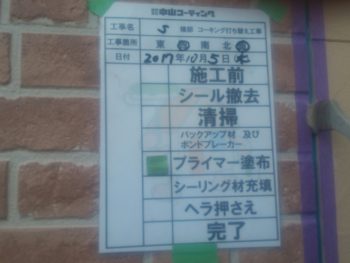 中山コーティング
工事名 S 様邸 コーキング打ち替え工事
工事箇所 東 西 南 北
日付 2017年10月5日
施工前
シール撤去
清掃
バックアップ材 及び
ボンドブレーカー
プライマー塗布
シーリング材充填
ヘラ押さえ
完了